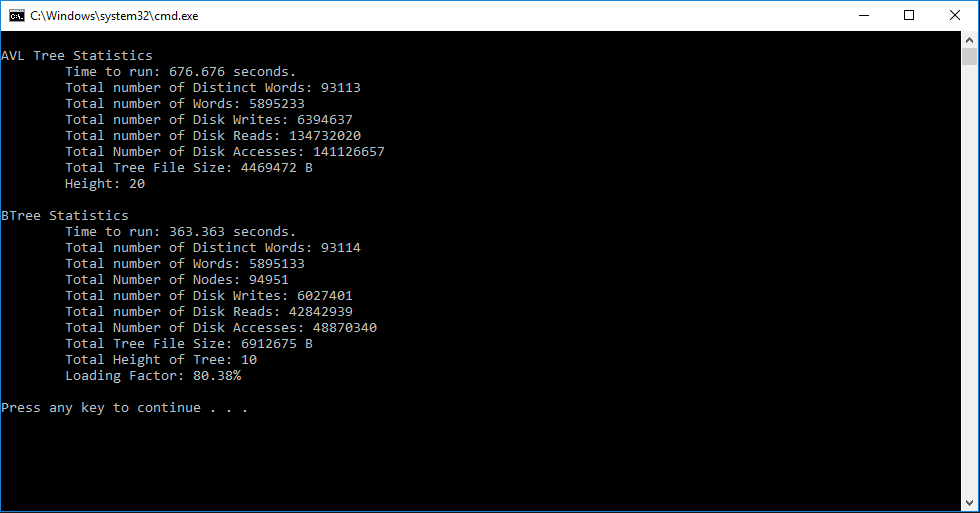 C:\Windows\system32\cmd.exe
AVL Tree Statistics
Time to run: 676.676 seconds.
Total number of Distinct Words: 93113
Total number of Words: 5895233
Total number of Disk Writes: 6394637
Total number of Disk Reads: 134732020
Total Number of Disk Accesses: 141126657
Total Tree File Size: 4469472 B
Height: 20
BTree Statistics
Time to run: 363.363 seconds.
Total number of Distinct Words: 93114
Total number of Words: 5895133
Total Number of Nodes: 94951
Total number of Disk Writes: 6027401
Total number of Disk Reads: 42842939
Total Number of Disk Accesses: 48870340
Total Tree File Size: 6912675 B
Total Height of Tree: 10
Loading Factor: 80.38%
Press any key to continue . . .